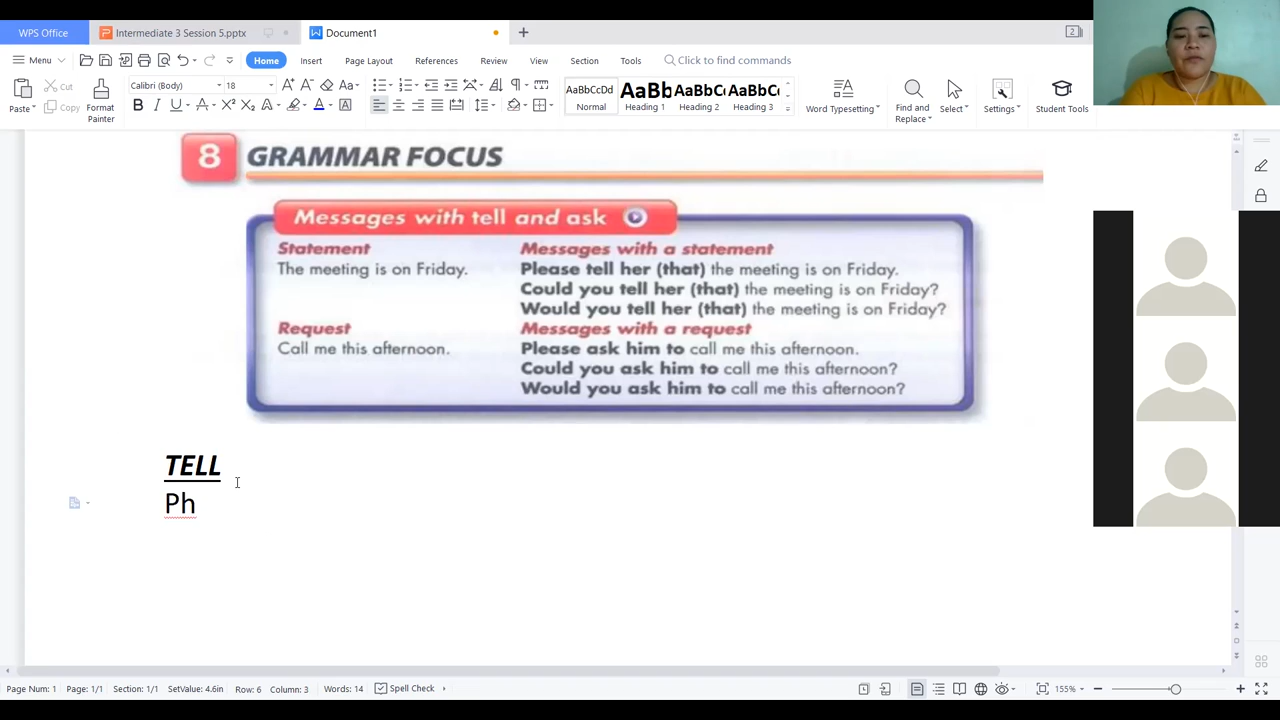 WPS Office
Intermediate 3 Session 5.pptx
Document1
2
Menu
Home
Insert
Page Layout
References
Review
View
Section
Tools
Click to find commands
Paste
Cut
Copy
Format Painter
Calibri (Body)
18
AaBbCcDd
Normal
AaBb
Heading 1
AaBbC
Heading 2
AaBbC
Heading 3
Word Typesetting
Find and Replace
Select
Settings
Student Tools
8 GRAMMAR FOCUS
Messages with tell and ask
Statement
The meeting is on Friday.
Messages with a statement
Please tell her (that) the meeting is on Friday.
Could you tell her (that) the meeting is on Friday?
Would you tell her (that) the meeting is on Friday?
Request
Call me this afternoon.
Messages with a request
Please ask him to call me this afternoon.
Could you ask him to call me this afternoon?
Would you ask him to call me this afternoon?
TELL
Ph
Page Num: 1 Page: 1/1 Section: 1/1 SetValue: 4.6in Row: 6 Column: 3 Words: 14 Spell Check 155%